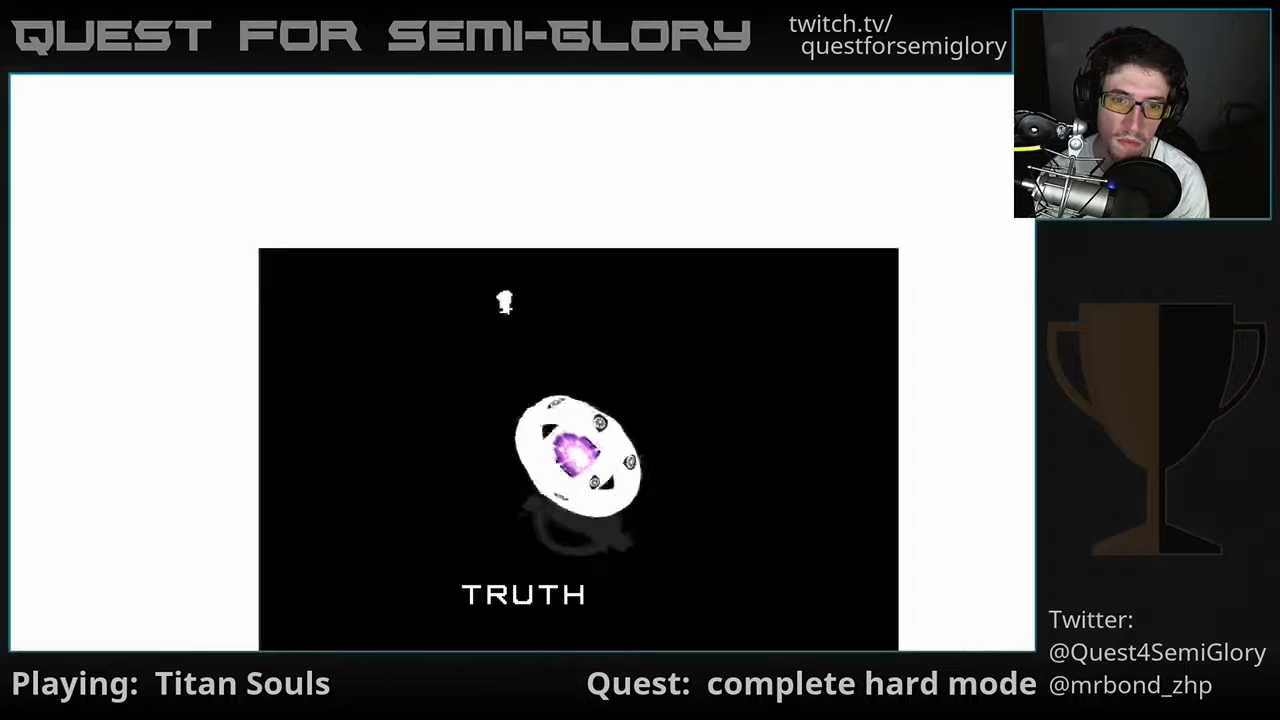 QUEST FOR SEMI-GLORY
twitch.tv/
questforsemiglory
TRUTH
Twitter:
@Quest4SemiGlory
@mrbond_zhp
Playing: Titan Souls
Quest: complete hard mode